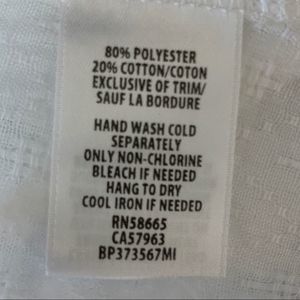 80% POLYESTER
20% COTTON/COTON
EXCLUSIVE OF TRIM/
SAUF LA BORDURE
HAND WASH COLD
SEPARATELY
ONLY NON-CHLORINE
BLEACH IF NEEDED
HANG TO DRY
COOL IRON IF NEEDED
RN58665
CA57963
BP373567MI